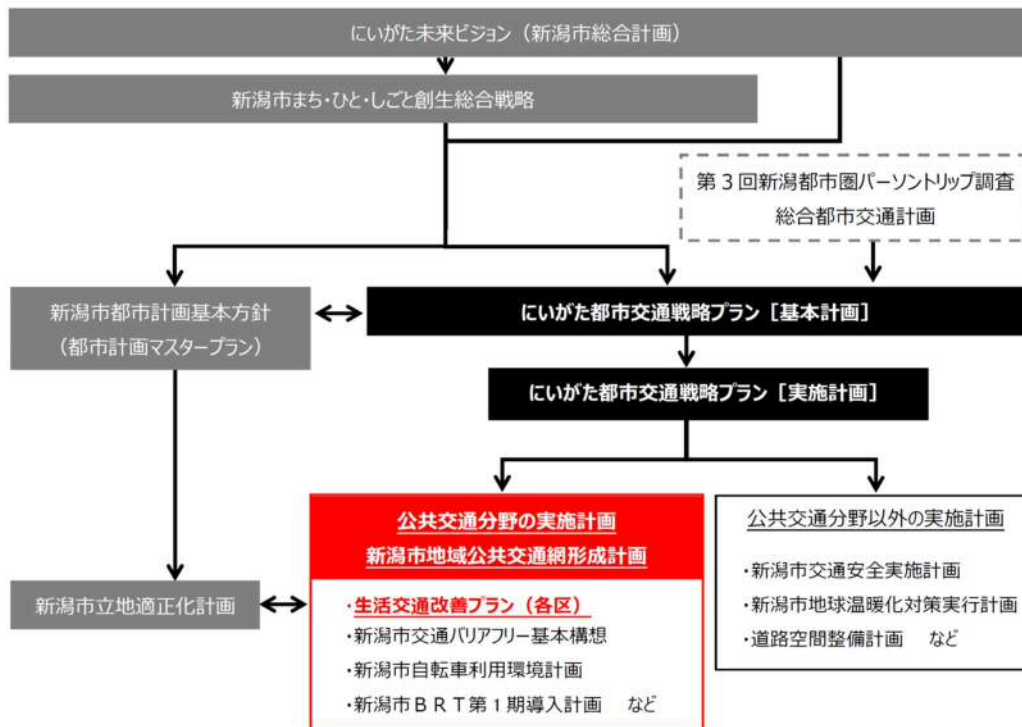 にいがた未来ビジョン（新潟市総合計画）
新潟市まち・ひと・しごと創生総合戦略
第３回新潟都市圏パーソントリップ調査
総合都市交通計画
新潟市都市計画基本方針
（都市計画マスタープラン）
にいがた都市交通戦略プラン［基本計画］
にいがた都市交通戦略プラン［実施計画］
公共交通分野の実施計画
新潟市地域公共交通網形成計画
・生活交通改善プラン（各区）
・新潟市交通バリアフリー基本構想
・新潟市自転車利用環境計画
・新潟市ＢＲＴ第１期導入計画　など
公共交通分野以外の実施計画
・新潟市交通安全実施計画
・新潟市地球温暖化対策実行計画
・道路空間整備計画　など
新潟市立地適正化計画